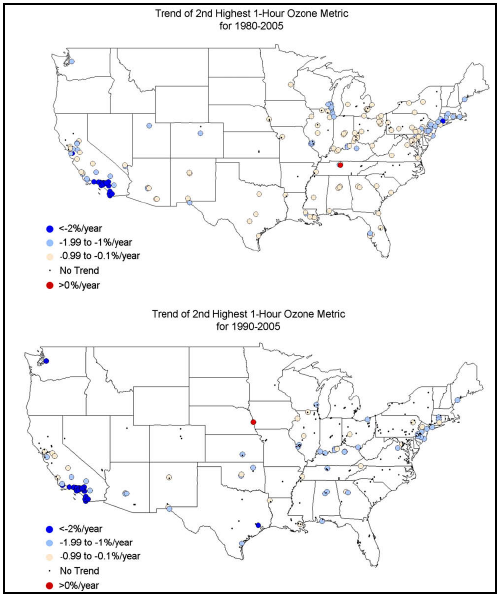 Trend of 2nd Highest 1-Hour Ozone Metric
for 1980-2005
<-2%/year
-1.99 to -1%/year
-0.99 to -0.1%/year
No Trend
>0%/year
Trend of 2nd Highest 1-Hour Ozone Metric
for 1990-2005
<-2%/year
-1.99 to -1%/year
-0.99 to -0.1%/year
No Trend
>0%/year